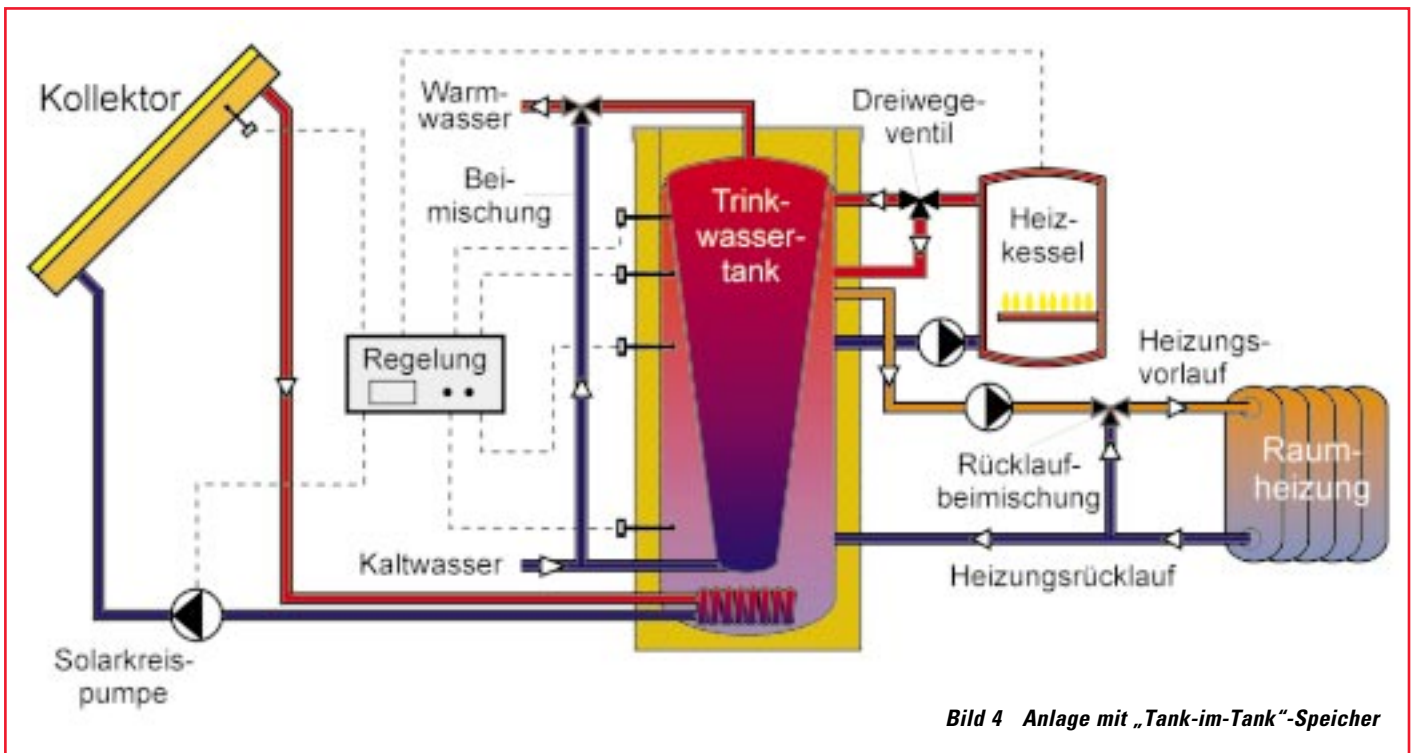 Kollektor
Warm-
wasser
Bei-
mischung
Dreiwege-
ventil
Trink-
wasser-
tank
Heiz-
kessel
Regelung
Heizungs-
vorlauf
Rücklauf-
beimischung
Raum-
heizung
Kaltwasser
Heizungsrücklauf
Solarkreis-
pumpe
Bild 4 Anlage mit „Tank-im-Tank“-Speicher